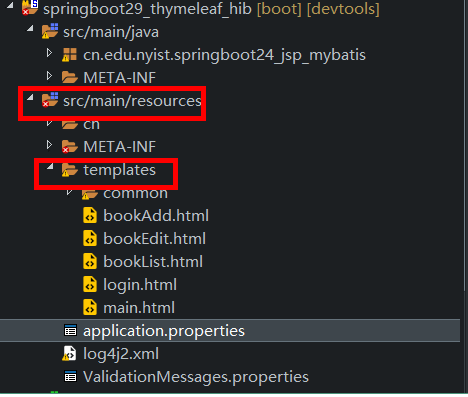 springboot29_thymeleaf_hib [boot] [devtools]
src/main/java
cn.edu.nyist.springboot24_jsp_mybatis
META-INF
src/main/resources
cn
META-INF
templates
common
bookAdd.html
bookEdit.html
bookList.html
login.html
main.html
application.properties
log4j2.xml
ValidationMessages.properties